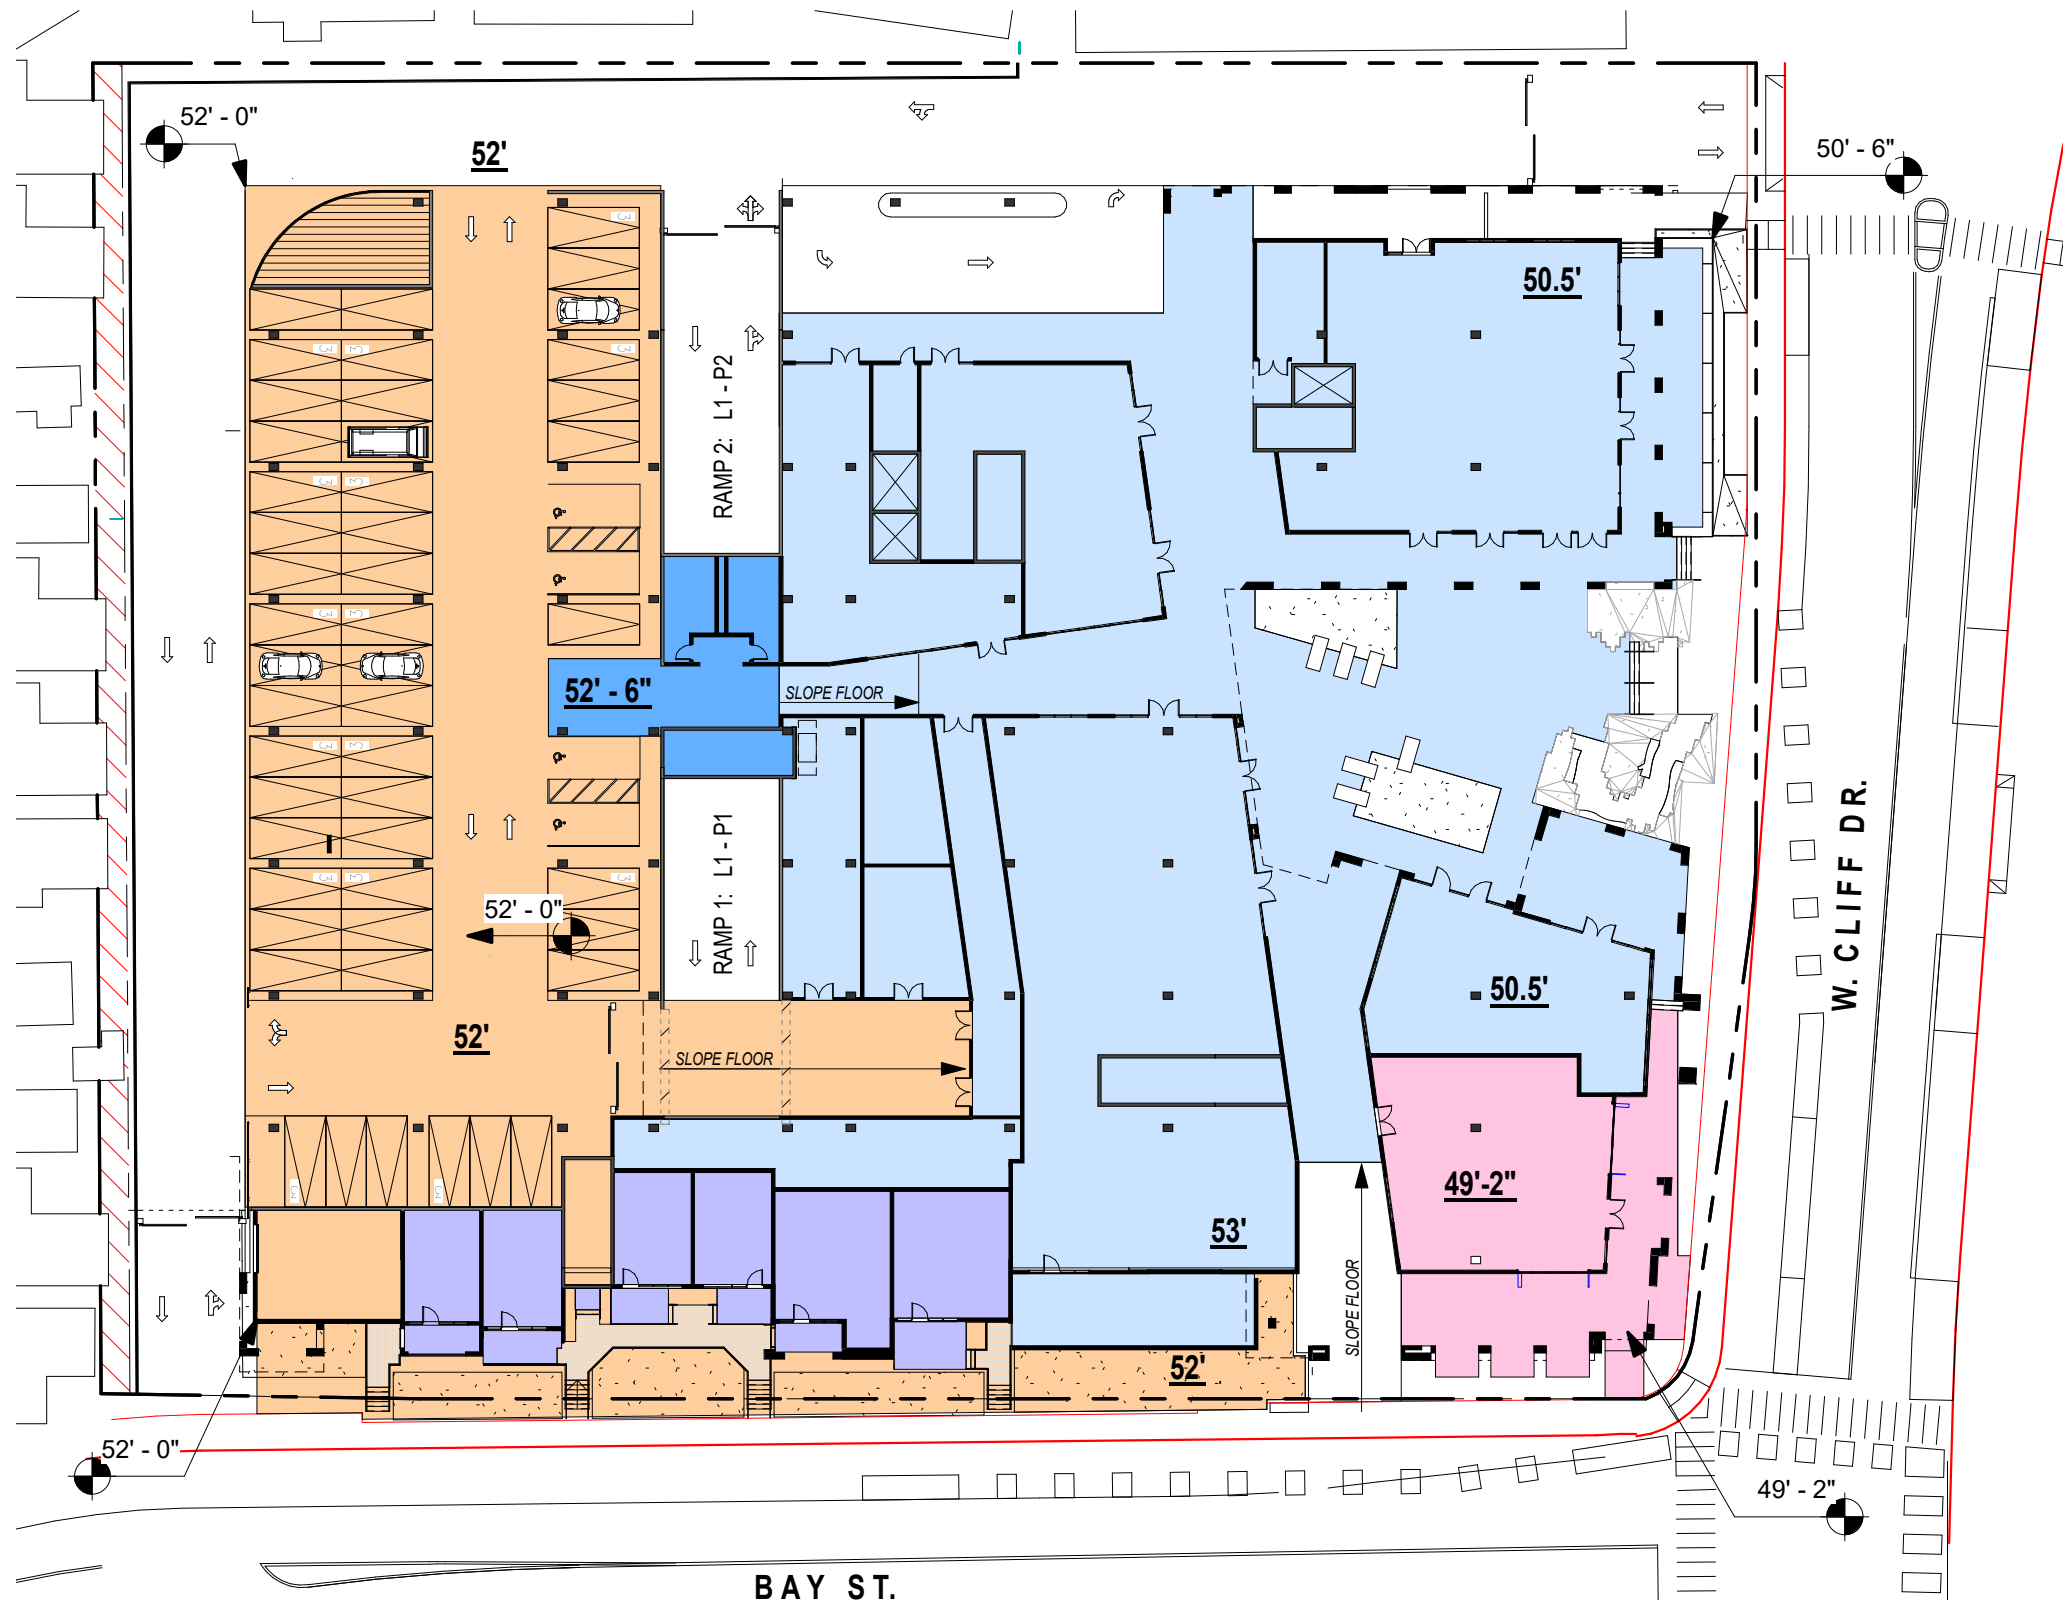 52' - 0"
52'
50' - 6"
50.5'
RAMP 2:   L1 - P2
52' - 6"
SLOPE FLOOR
W. CLIFF DR.
RAMP 1:   L1 - P1
52' - 0"
50.5'
52'
SLOPE FLOOR
49'-2"
53'
SLOPE FLOOR
52'
52' - 0"
49' - 2"
BAY ST.